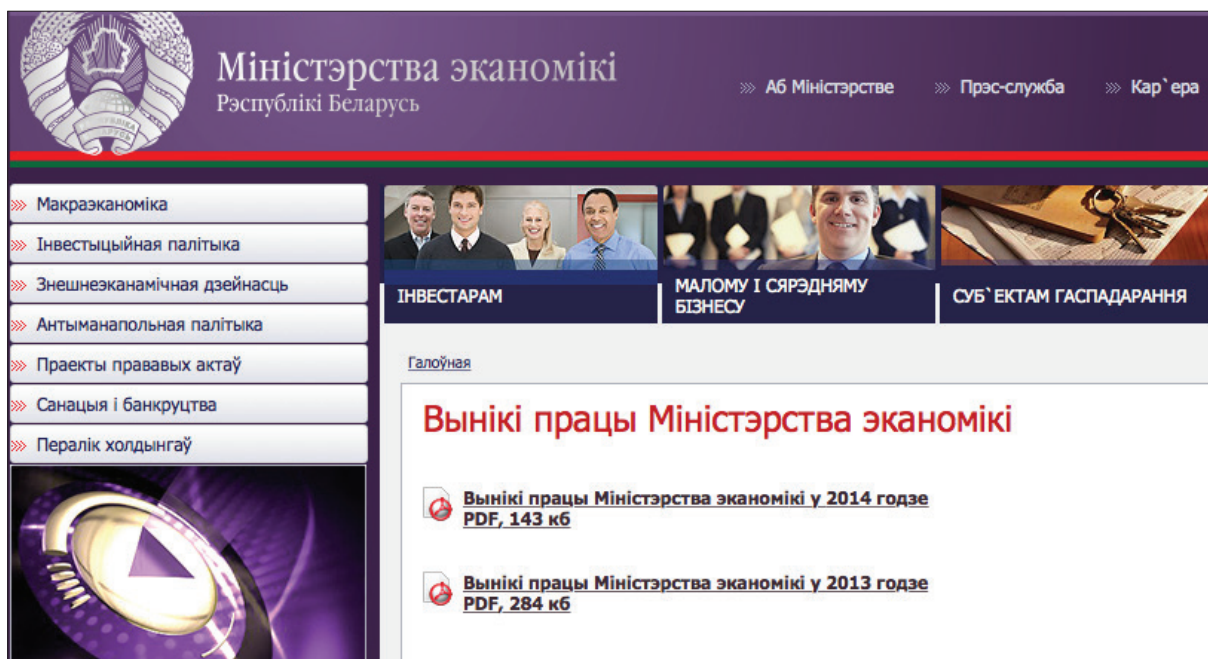 Міністэрства эканомікі
Рэспублікі Беларусь
Аб Міністэрстве
Прэс-служба
Кар`ера
Макраэканоміка
Інвестыцыйная палітыка
Знешнеэканамічная дзейнасць
Антыманапольная палітыка
Праекты прававых актаў
Санацыя і банкруцтва
Пералік холдынгаў
ІНВЕСТАРАМ
МАЛОМУ І СЯРЭДНЯМУ
БІЗНЕСУ
СУБ`ЕКТАМ ГАСПАДАРАННЯ
Галоўная
Вынікі працы Міністэрства эканомікі
Вынікі працы Міністэрства эканомікі у 2014 годзе
PDF, 143 кб
Вынікі працы Міністэрства эканомікі у 2013 годзе
PDF, 284 кб